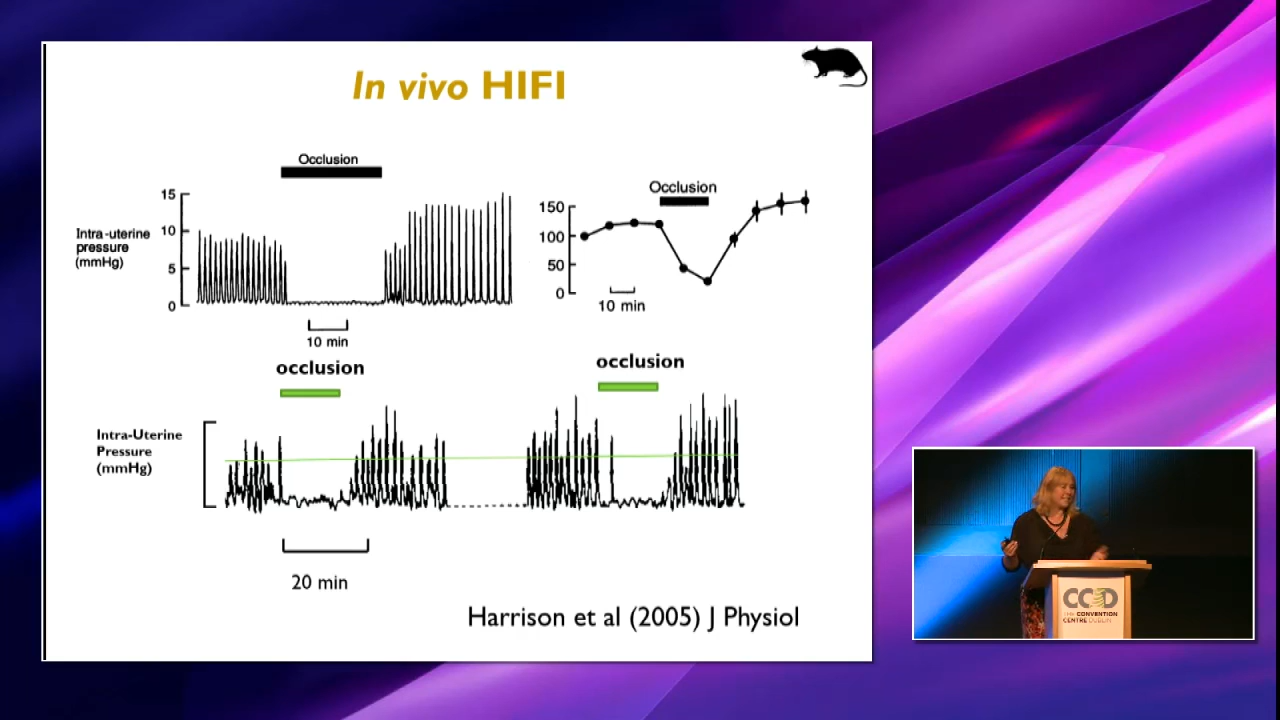 In vivo HIFI
Occlusion
15
10
5
0
Intra-uterine
pressure
(mmHg)
10 min
Occlusion
150
100
50
0
10 min
occlusion
occlusion
Intra-Uterine
Pressure
(mmHg)
20 min
Harrison et al (2005) J Physiol
CCD
THE CONVENTION
CENTRE DUBLIN